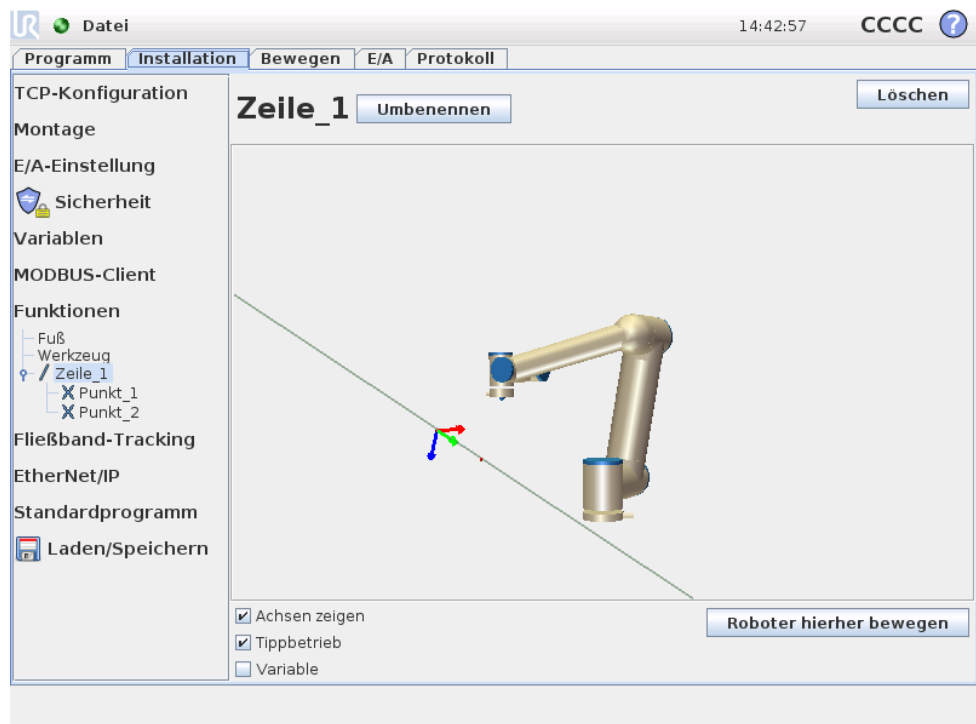 UR Datei 14:42:57 CCCC ?
Programm Installation Bewegen E/A Protokoll
TCP-Konfiguration
Montage
E/A-Einstellung
Sicherheit
Variablen
MODBUS-Client
Funktionen
Fuß
Werkzeug
Zeile_1
Punkt_1
Punkt_2
Fließband-Tracking
EtherNet/IP
Standardprogramm
Laden/Speichern
Zeile_1 Umbenennen Löschen
Achsen zeigen
Tippbetrieb
Variable
Roboter hierher bewegen